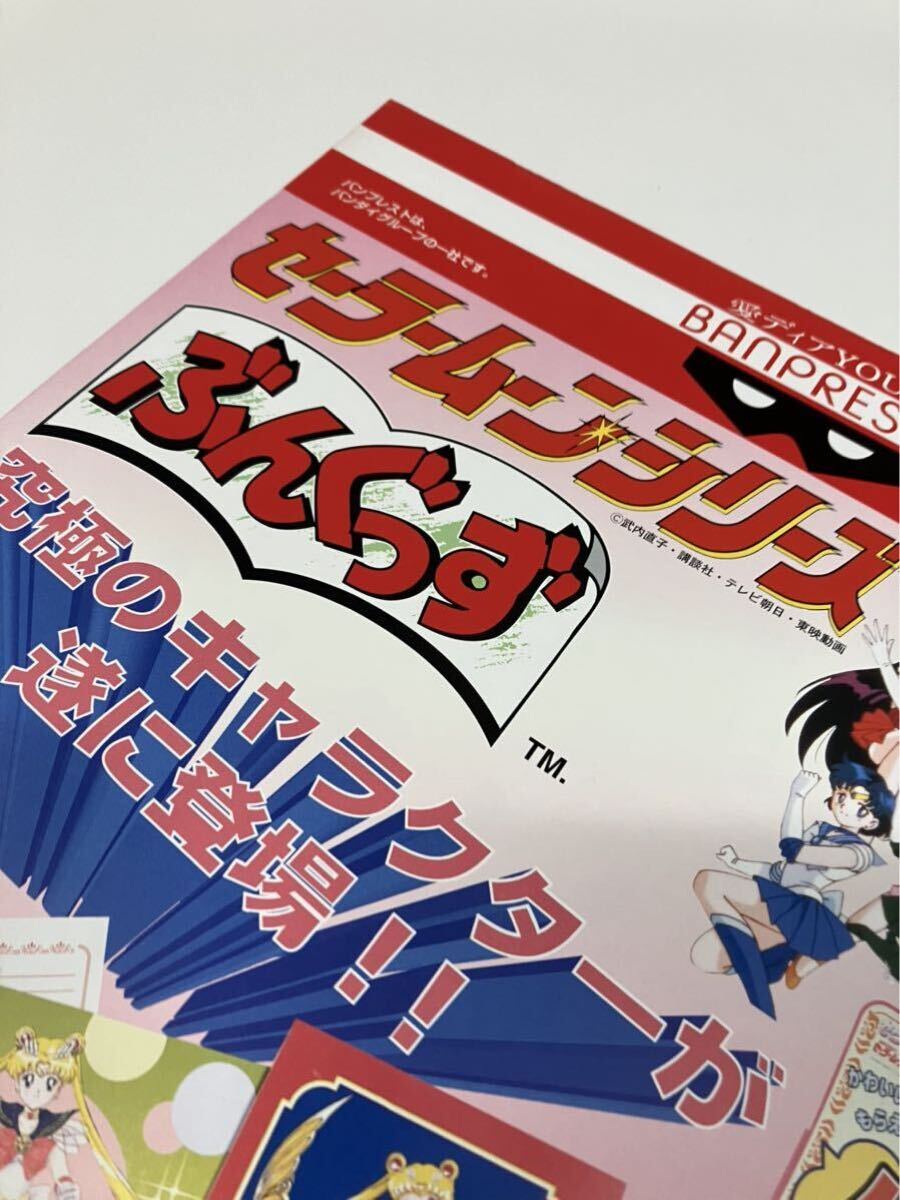 バンプレストは、
バンダイグループの一社です。
愛ディアYOU
BANPRES
セーラームーン・シリーズ
ぶんぐっず
©武内直子・講談社・テレビ朝日・東映動画
TM.
究極のキャラクターが
遂に登場!!
かわいい
もうえ